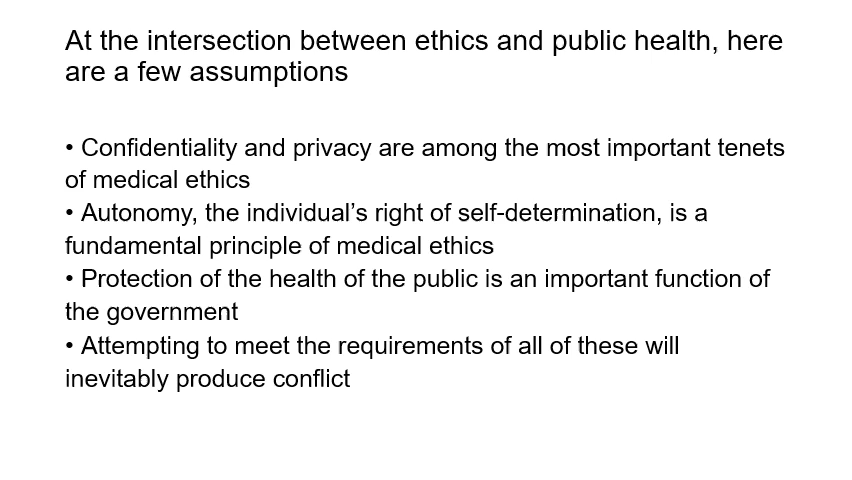 At the intersection between ethics and public health, here
are a few assumptions
• Confidentiality and privacy are among the most important tenets
of medical ethics
• Autonomy, the individual’s right of self-determination, is a
fundamental principle of medical ethics
• Protection of the health of the public is an important function of
the government
• Attempting to meet the requirements of all of these will
inevitably produce conflict